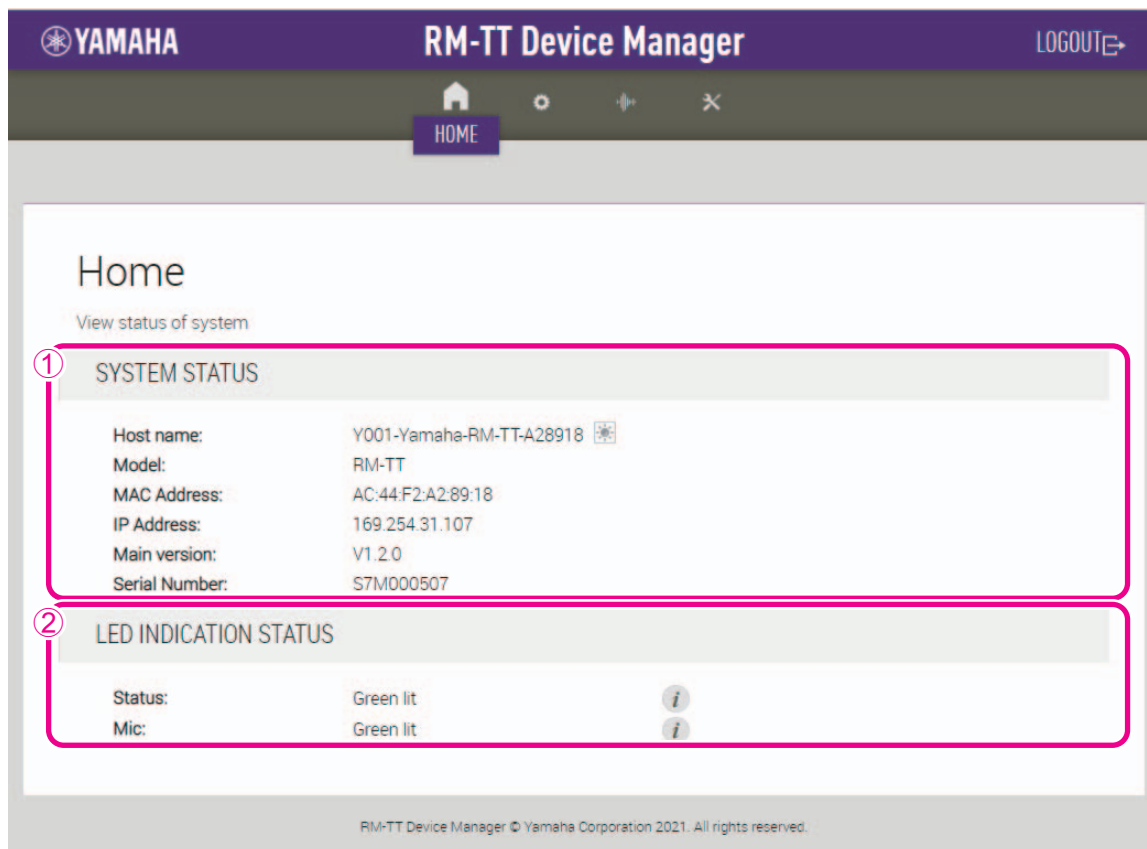 YAMAHA RM-TT Device Manager LOGOUT
HOME
Home
View status of system
1
SYSTEM STATUS
Host name: Y001-Yamaha-RM-TT-A28918
Model: RM-TT
MAC Address: AC:44:F2:A2:89:18
IP Address: 169.254.31.107
Main version: V1.2.0
Serial Number: S7M000507
2
LED INDICATION STATUS
Status: Green lit i
Mic: Green lit i
RM-TT Device Manager © Yamaha Corporation 2021. All rights reserved.